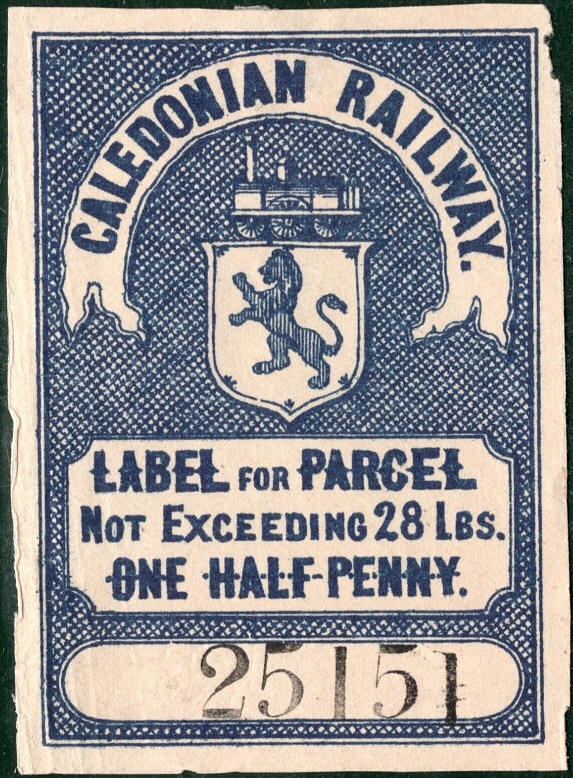 CALEDONIAN RAILWAY.
LABEL FOR PARCEL
NOT EXCEEDING 28 LBS.
ONE HALF-PENNY.
25151